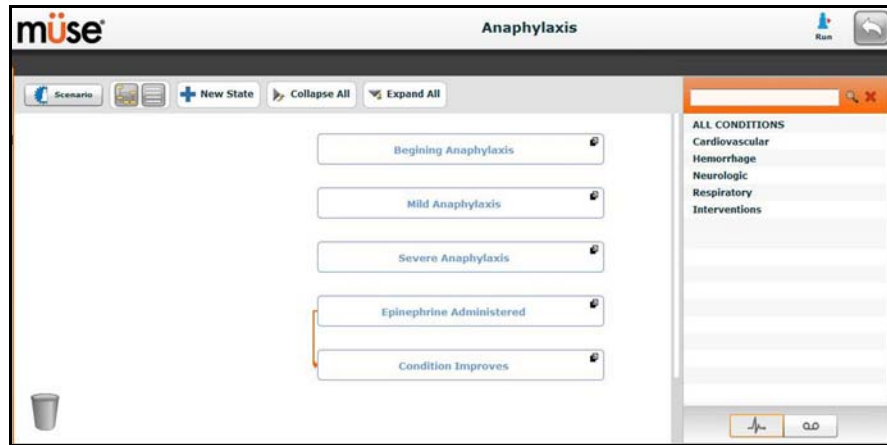 müse
Anaphylaxis
Run
Scenario
New State
Collapse All
Expand All
Begining Anaphylaxis
Mild Anaphylaxis
Severe Anaphylaxis
Epinephrine Administered
Condition Improves
ALL CONDITIONS
Cardiovascular
Hemorrhage
Neurologic
Respiratory
Interventions